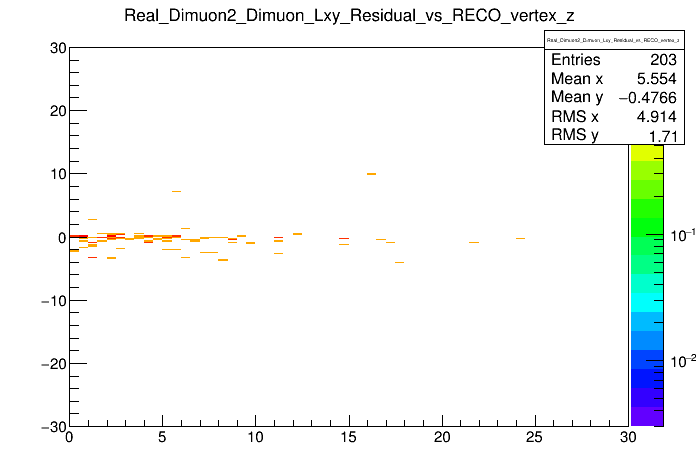 Real_Dimuon2_Dimuon_Lxy_Residual_vs_RECO_vertex_z
Real_Dimuon2_Dimuon_Lxy_Residual_vs_RECO_vertex_z
Entries 203
Mean x 5.554
Mean y −0.4766
RMS x 4.914
RMS y 1.71
30
20
10
0
−10
−20
−30
0 5 10 15 20 25 30
10⁻¹
10⁻²